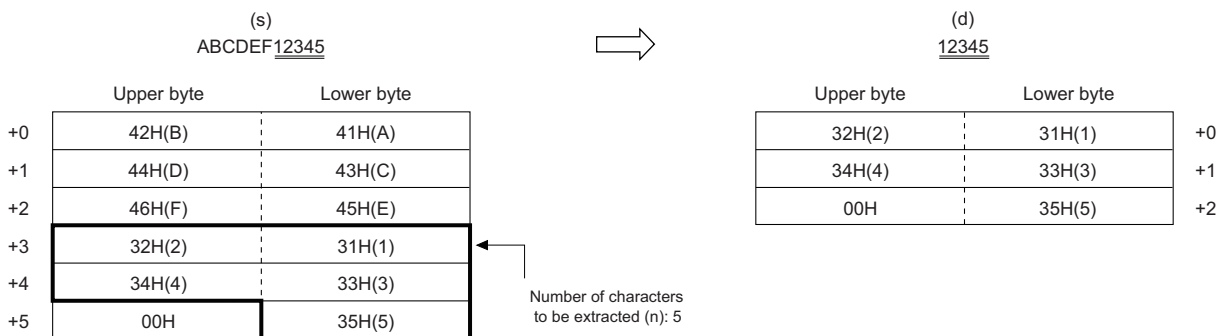 (s)
ABCDEF12345
(d)
12345
Upper byte Lower byte
+0 42H(B) 41H(A)
+1 44H(D) 43H(C)
+2 46H(F) 45H(E)
+3 32H(2) 31H(1)
+4 34H(4) 33H(3)
+5 00H 35H(5)
Number of characters
to be extracted (n): 5
Upper byte Lower byte
32H(2) 31H(1) +0
34H(4) 33H(3) +1
00H 35H(5) +2